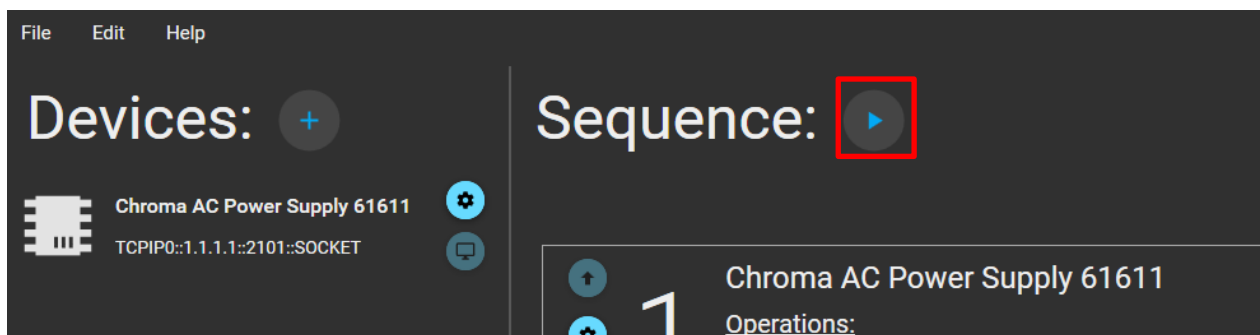 File Edit Help
Devices: +
Chroma AC Power Supply 61611
TCPIP0::1.1.1.1::2101::SOCKET
Sequence:
1
Chroma AC Power Supply 61611
Operations: